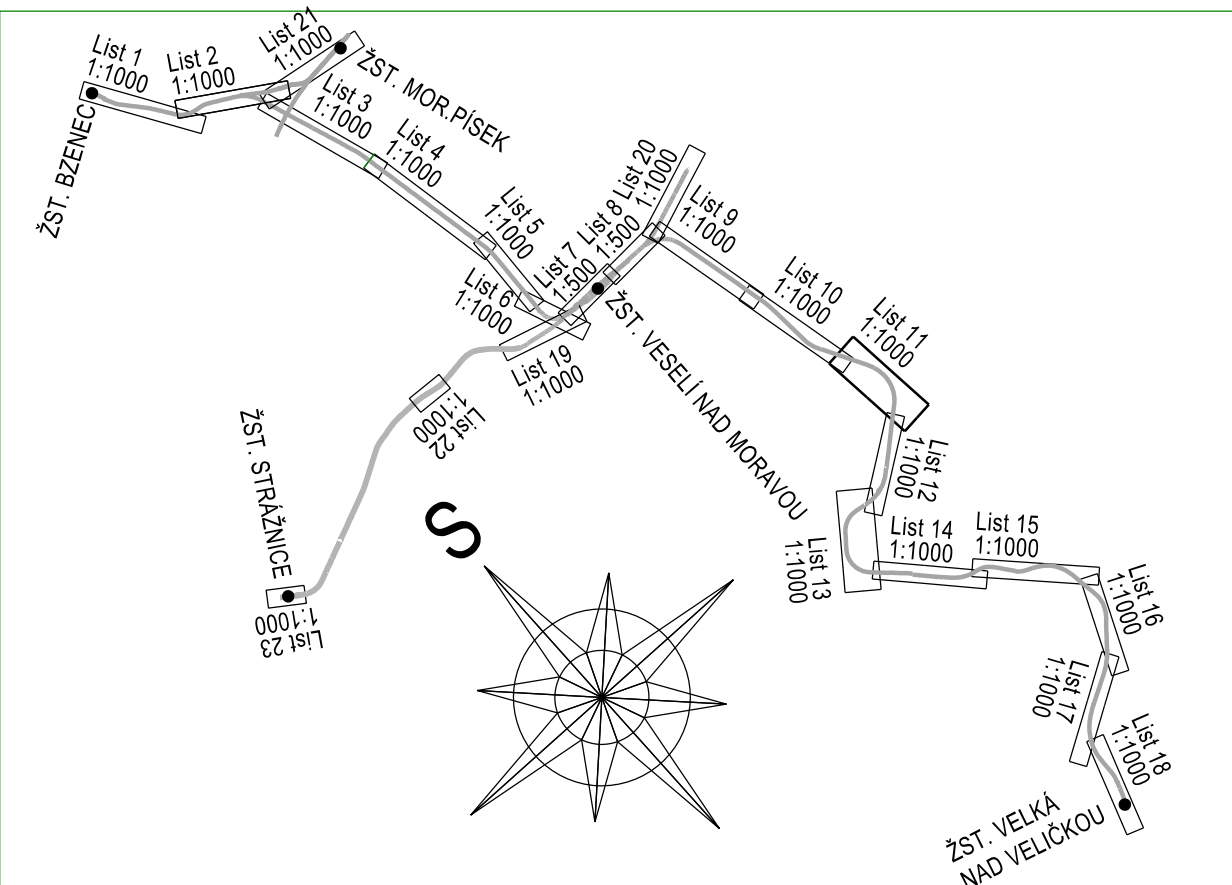 List 1
1:1000
List 2
1:1000
List 21
1:1000
ŽST. MOR.PÍSEK
ŽST. BZENEC
List 3
1:1000
List 4
1:1000
List 5
1:1000
List 6
1:1000
List 7
1:500
List 8
1:500
List 20
1:1000
List 9
1:1000
List 10
1:1000
List 11
1:1000
List 19
1:1000
ŽST. VESELÍ NAD MORAVOU
List 22
1:1000
ŽST. STRÁŽNICE
List 23
1:1000
S
List 12
1:1000
List 13
1:1000
List 14
1:1000
List 15
1:1000
List 16
1:1000
List 17
1:1000
List 18
1:1000
ŽST. VELKÁ
NAD VELIČKOU